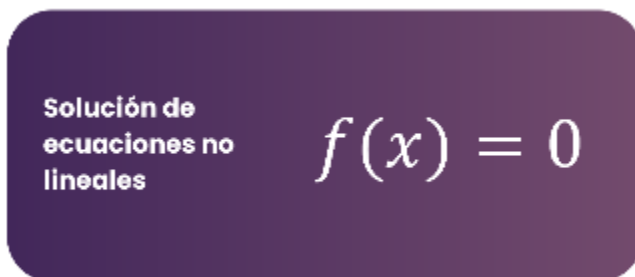 Solución de
ecuaciones no
lineales
f(x) = 0